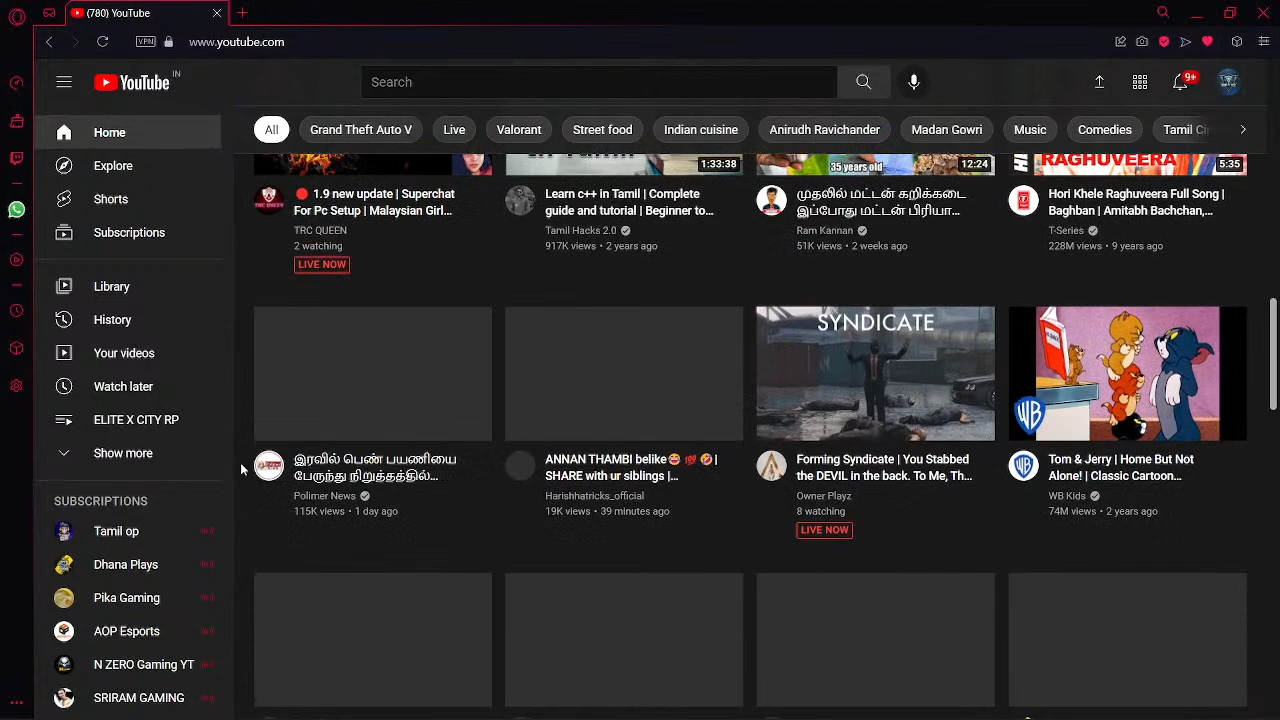 (780) YouTube
VPN
www.youtube.com
YouTube IN
Search
9+
Home
Explore
Shorts
Subscriptions
Library
History
Your videos
Watch later
ELITE X CITY RP
Show more
SUBSCRIPTIONS
Tamil op
Dhana Plays
Pika Gaming
AOP Esports
N ZERO Gaming YT
SRIRAM GAMING
All
Grand Theft Auto V
Live
Valorant
Street food
Indian cuisine
Anirudh Ravichander
Madan Gowri
Music
Comedies
Tamil Ci
1:33:38
35 years old
12:24
RAGHUVEERA
5:35
1.9 new update | Superchat
For Pc Setup | Malaysian Girl...
TRC QUEEN
2 watching
LIVE NOW
Learn c++ in Tamil | Complete
guide and tutorial | Beginner to...
Tamil Hacks 2.0
917K views • 2 years ago
முதலில் மட்டன் கறிக்கடை
இப்போது மட்டன் பிரியா...
Ram Kannan
51K views • 2 weeks ago
Hori Khele Raghuveera Full Song |
Baghban | Amitabh Bachchan,...
T-Series
228M views • 9 years ago
இரவில் பெண் பயணியை
பேருந்து நிறுத்தத்தில்...
Polimer News
115K views • 1 day ago
ANNAN THAMBI belike😂 💯 🤣 |
SHARE with ur siblings |...
Harishhatricks_official
19K views • 39 minutes ago
SYNDICATE
Forming Syndicate | You Stabbed
the DEVIL in the back. To Me, Th...
Owner Playz
8 watching
LIVE NOW
WB
Tom & Jerry | Home But Not
Alone! | Classic Cartoon...
WB Kids
74M views • 2 years ago